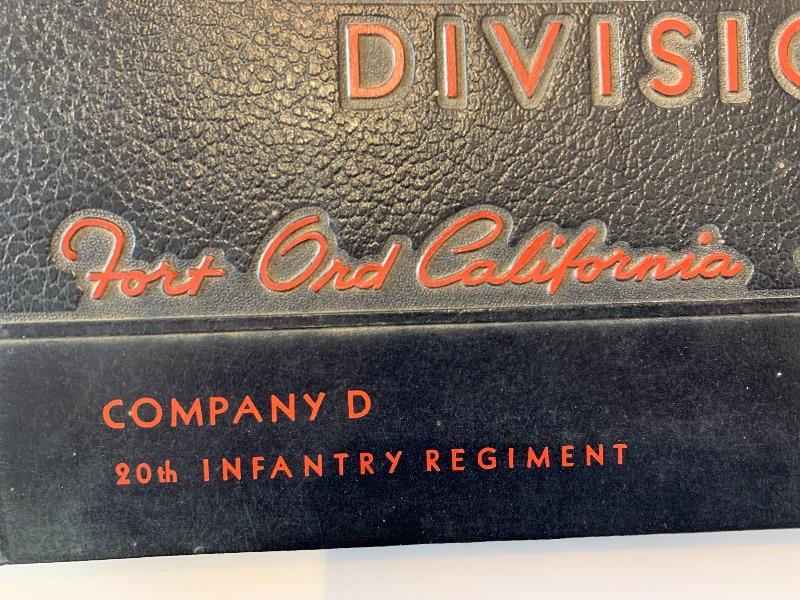 DIVISIO
Fort Ord California
COMPANY D
20th INFANTRY REGIMENT